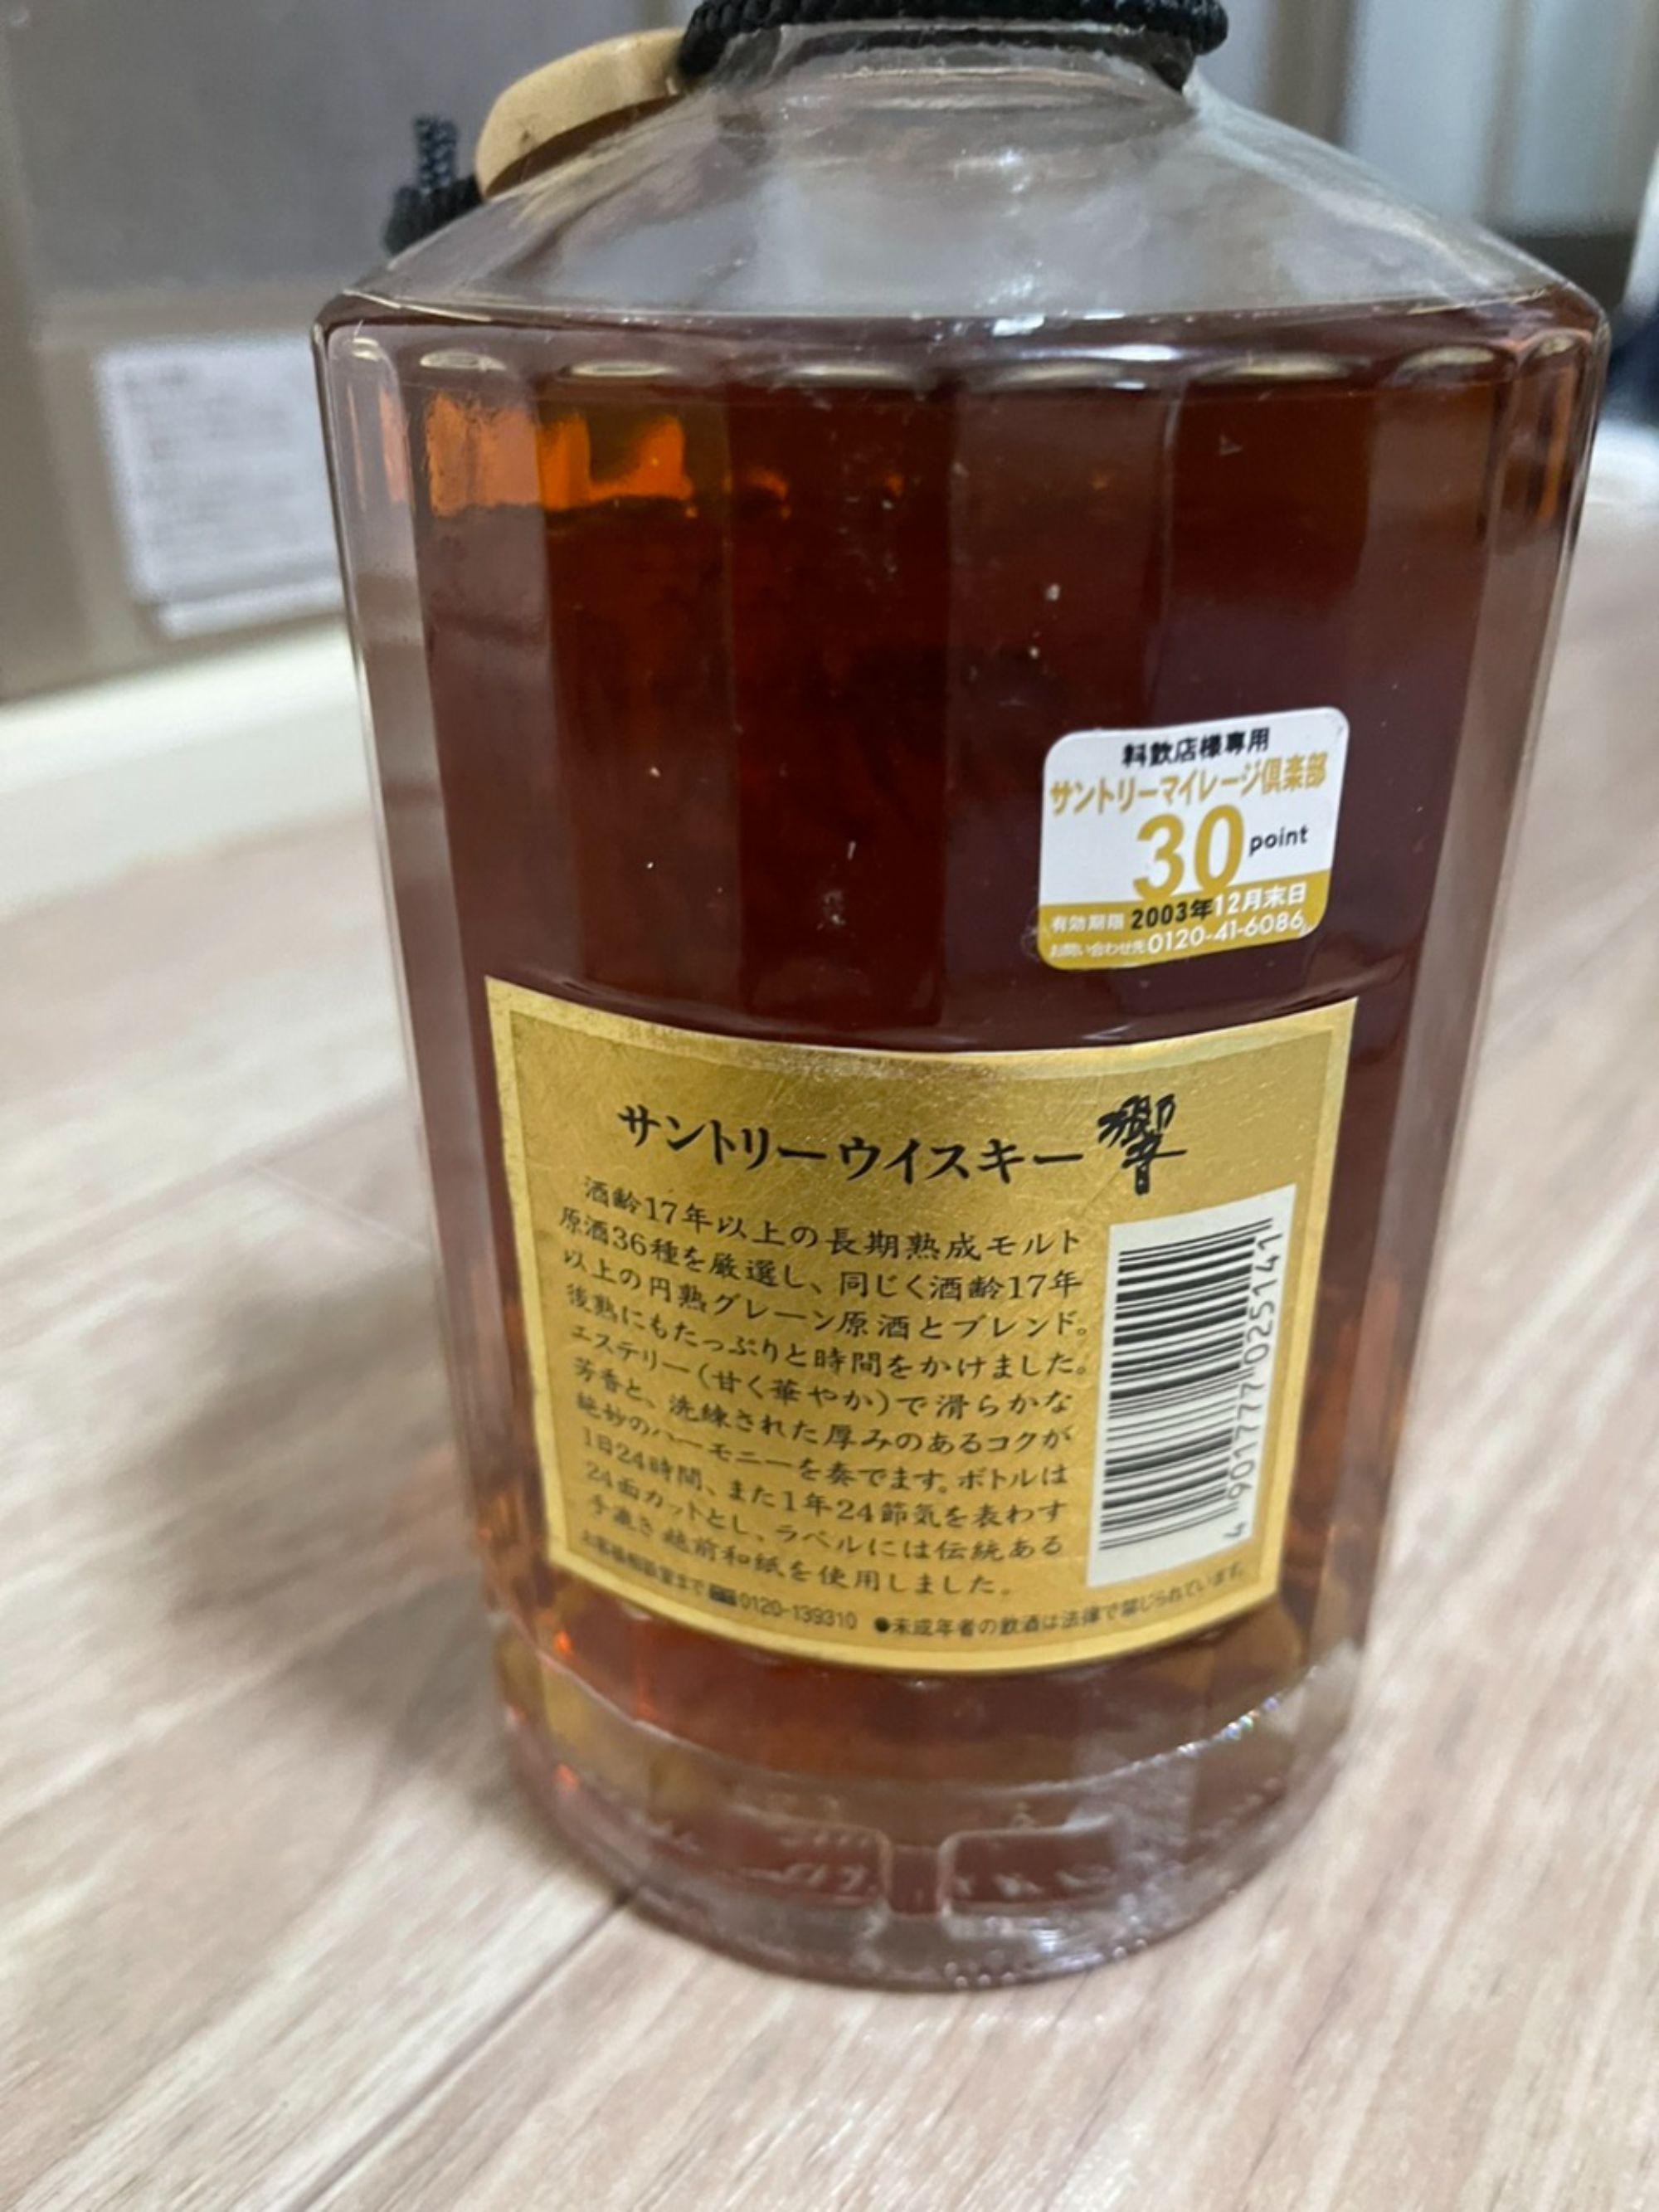 料飲店様専用
サントリーマイレージ倶楽部
30 point
有効期限 2003年12月末日
お問い合わせ先 0120-41-6086
サントリーウイスキー 響
酒齢17年以上の長期熟成モルト
原酒36種を厳選し、同じく酒齢17年
以上の円熟グレーン原酒とブレンド。
後熟にもたっぷりと時間をかけました。
エステリー(甘く華やか)で滑らかな
芳香と、洗練された厚みのあるコクが
絶妙のハーモニーを奏でます。ボトルは
1日24時間、また1年24節気を表わす
24面カットとし、ラベルには伝統ある
手漉き越前和紙を使用しました。
お客様相談室まで 0120-139310 ●未成年者の飲酒は法律で禁じられています。
4 901777 025141